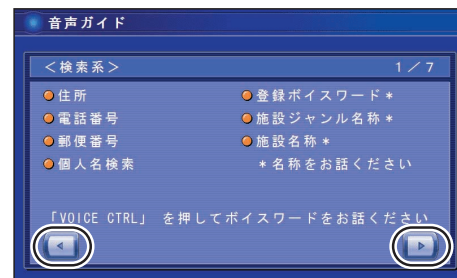 音声ガイド
<検索系> 1/7
住所 登録ボイスワード*
電話番号 施設ジャンル名称*
郵便番号 施設名称*
個人名検索 *名称をお話ください
「VOICE CTRL」 を押してボイスワードをお話ください